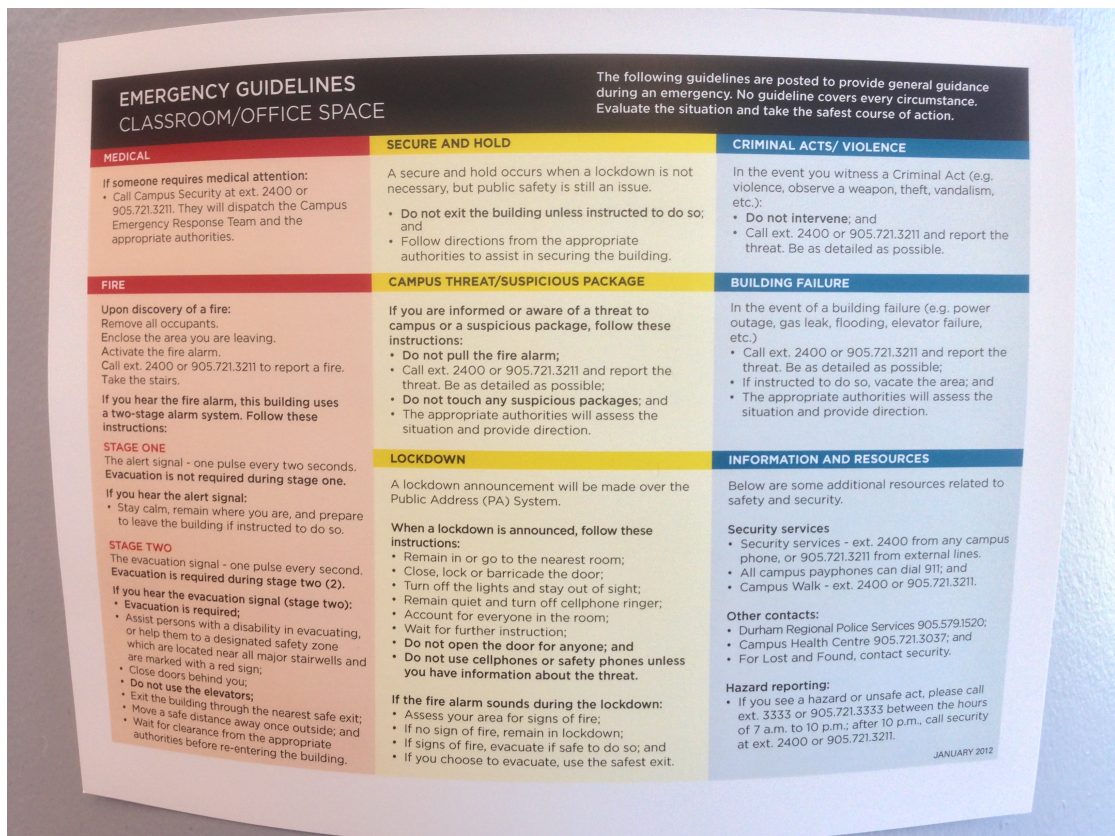 EMERGENCY GUIDELINES
CLASSROOM/OFFICE SPACE
The following guidelines are posted to provide general guidance
during an emergency. No guideline covers every circumstance.
Evaluate the situation and take the safest course of action.
MEDICAL
If someone requires medical attention:
• Call Campus Security at ext. 2400 or
905.721.3211. They will dispatch the Campus
Emergency Response Team and the
appropriate authorities.
FIRE
Upon discovery of a fire:
Remove all occupants.
Enclose the area you are leaving.
Activate the fire alarm.
Call ext. 2400 or 905.721.3211 to report a fire.
Take the stairs.
If you hear the fire alarm, this building uses
a two-stage alarm system. Follow these
instructions:
STAGE ONE
The alert signal - one pulse every two seconds.
Evacuation is not required during stage one.
If you hear the alert signal:
• Stay calm, remain where you are, and prepare
to leave the building if instructed to do so.
STAGE TWO
The evacuation signal - one pulse every second.
Evacuation is required during stage two (2).
If you hear the evacuation signal (stage two):
• Evacuation is required;
• Assist persons with a disability in evacuating,
or help them to a designated safety zone
which are located near all major stairwells and
are marked with a red sign;
• Close doors behind you;
• Do not use the elevators;
• Exit the building through the nearest safe exit;
• Move a safe distance away once outside; and
• Wait for clearance from the appropriate
authorities before re-entering the building.
SECURE AND HOLD
A secure and hold occurs when a lockdown is not
necessary, but public safety is still an issue.
• Do not exit the building unless instructed to do so;
and
• Follow directions from the appropriate
authorities to assist in securing the building.
CAMPUS THREAT/SUSPICIOUS PACKAGE
If you are informed or aware of a threat to
campus or a suspicious package, follow these
instructions:
• Do not pull the fire alarm;
• Call ext. 2400 or 905.721.3211 and report the
threat. Be as detailed as possible;
• Do not touch any suspicious packages; and
• The appropriate authorities will assess the
situation and provide direction.
LOCKDOWN
A lockdown announcement will be made over the
Public Address (PA) System.
When a lockdown is announced, follow these
instructions:
• Remain in or go to the nearest room;
• Close, lock or barricade the door;
• Turn off the lights and stay out of sight;
• Remain quiet and turn off cellphone ringer;
• Account for everyone in the room;
• Wait for further instruction;
• Do not open the door for anyone; and
• Do not use cellphones or safety phones unless
you have information about the threat.
If the fire alarm sounds during the lockdown:
• Assess your area for signs of fire;
• If no sign of fire, remain in lockdown;
• If signs of fire, evacuate if safe to do so; and
• If you choose to evacuate, use the safest exit.
CRIMINAL ACTS/ VIOLENCE
In the event you witness a Criminal Act (e.g.
violence, observe a weapon, theft, vandalism,
etc.):
• Do not intervene; and
• Call ext. 2400 or 905.721.3211 and report the
threat. Be as detailed as possible.
BUILDING FAILURE
In the event of a building failure (e.g. power
outage, gas leak, flooding, elevator failure,
etc.)
• Call ext. 2400 or 905.721.3211 and report the
threat. Be as detailed as possible;
• If instructed to do so, vacate the area; and
• The appropriate authorities will assess the
situation and provide direction.
INFORMATION AND RESOURCES
Below are some additional resources related to
safety and security.
Security services
• Security services - ext. 2400 from any campus
phone, or 905.721.3211 from external lines.
• All campus payphones can dial 911; and
• Campus Walk - ext. 2400 or 905.721.3211.
Other contacts:
• Durham Regional Police Services 905.579.1520;
• Campus Health Centre 905.721.3037; and
• For Lost and Found, contact security.
Hazard reporting:
• If you see a hazard or unsafe act, please call
ext. 3333 or 905.721.3333 between the hours
of 7 a.m. to 10 p.m.; after 10 p.m., call security
at ext. 2400 or 905.721.3211.
JANUARY 2012